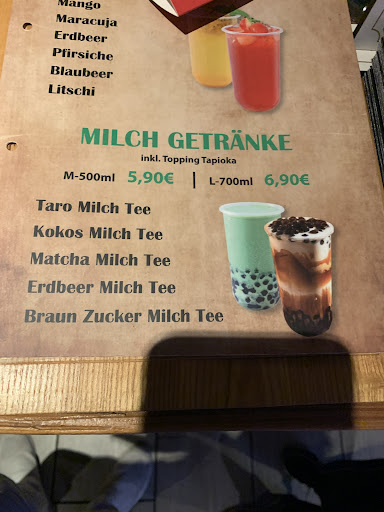 Mango
Maracuja
Erdbeer
Pfirsiche
Blaubeer
Litschi
MILCH GETRÄNKE
inkl. Topping Tapioka
M-500ml 5,90€ | L-700ml 6,90€
Taro Milch Tee
Kokos Milch Tee
Matcha Milch Tee
Erdbeer Milch Tee
Braun Zucker Milch Tee